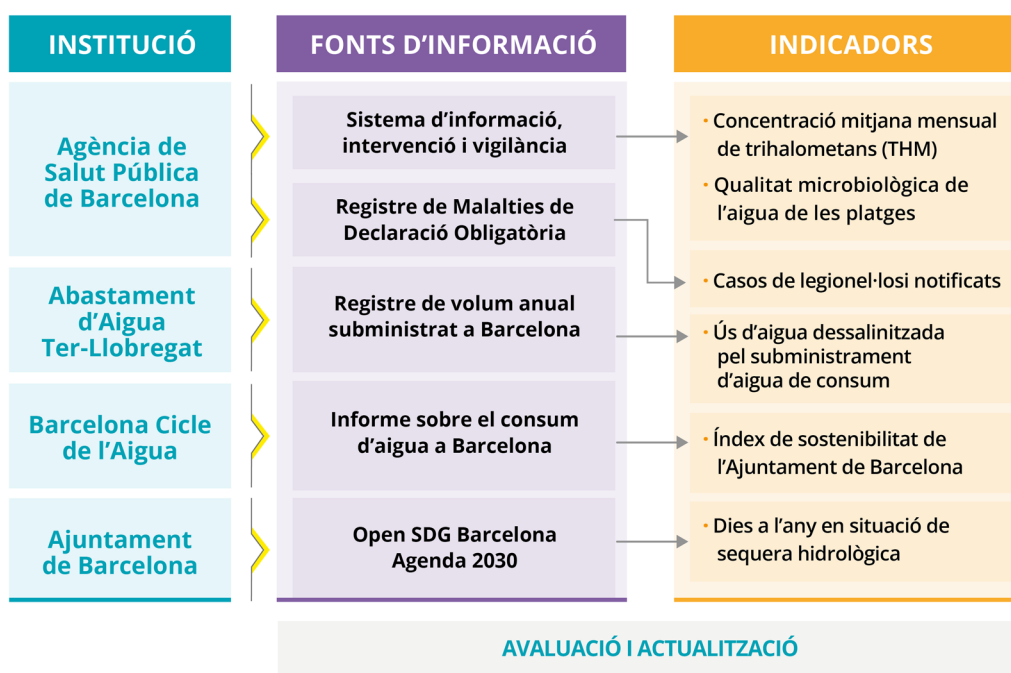 INSTITUCIÓ
FONTS D’INFORMACIÓ
INDICADORS
Agència de
Salut Pública
de Barcelona
Abastament
d’Aigua
Ter-Llobregat
Barcelona Cicle
de l’Aigua
Ajuntament
de Barcelona
Sistema d’informació,
intervenció i vigilància
Registre de Malalties de
Declaració Obligatòria
Registre de volum anual
subministrat a Barcelona
Informe sobre el consum
d’aigua a Barcelona
Open SDG Barcelona
Agenda 2030
· Concentració mitjana mensual
de trihalometans (THM)
· Qualitat microbiològica de
l’aigua de les platges
· Casos de legionel·losi notificats
· Ús d’aigua dessalinitzada
pel subministrament
d’aigua de consum
· Índex de sostenibilitat de
l’Ajuntament de Barcelona
· Dies a l’any en situació de
sequera hidrològica
AVALUACIÓ I ACTUALITZACIÓ